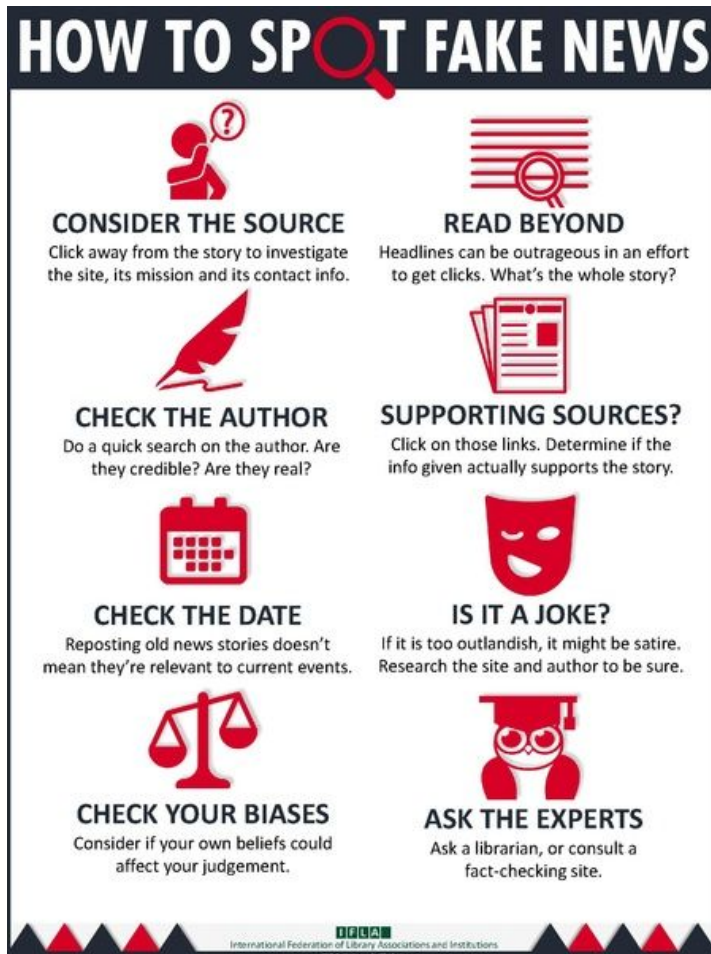 HOW TO SPOT FAKE NEWS
?
CONSIDER THE SOURCE
Click away from the story to investigate
the site, its mission and its contact info.
READ BEYOND
Headlines can be outrageous in an effort
to get clicks. What's the whole story?
CHECK THE AUTHOR
Do a quick search on the author. Are
they credible? Are they real?
SUPPORTING SOURCES?
Click on those links. Determine if the
info given actually supports the story.
CHECK THE DATE
Reposting old news stories doesn't
mean they're relevant to current events.
IS IT A JOKE?
If it is too outlandish, it might be satire.
Research the site and author to be sure.
CHECK YOUR BIASES
Consider if your own beliefs could
affect your judgement.
ASK THE EXPERTS
Ask a librarian, or consult a
fact-checking site.
IFLA
International Federation of Library Associations and Institutions